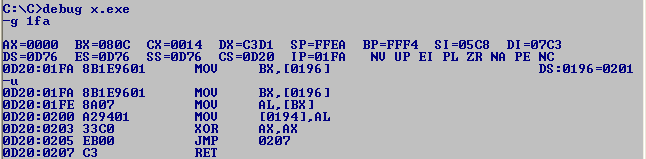 C:\C>debug x.exe
-g 1fa
AX=0000 BX=080C CX=0014 DX=C3D1 SP=FFEA BP=FFF4 SI=05C8 DI=07C3
DS=0D76 ES=0D76 SS=0D76 CS=0D20 IP=01FA NV UP EI PL ZR NA PE NC
0D20:01FA 8B1E9601 MOV BX,[0196] DS:0196=0201
-u
0D20:01FA 8B1E9601 MOV BX,[0196]
0D20:01FE 8A07 MOV AL,[BX]
0D20:0200 A29401 MOV [0194],AL
0D20:0203 33C0 XOR AX,AX
0D20:0205 EB00 JMP 0207
0D20:0207 C3 RET